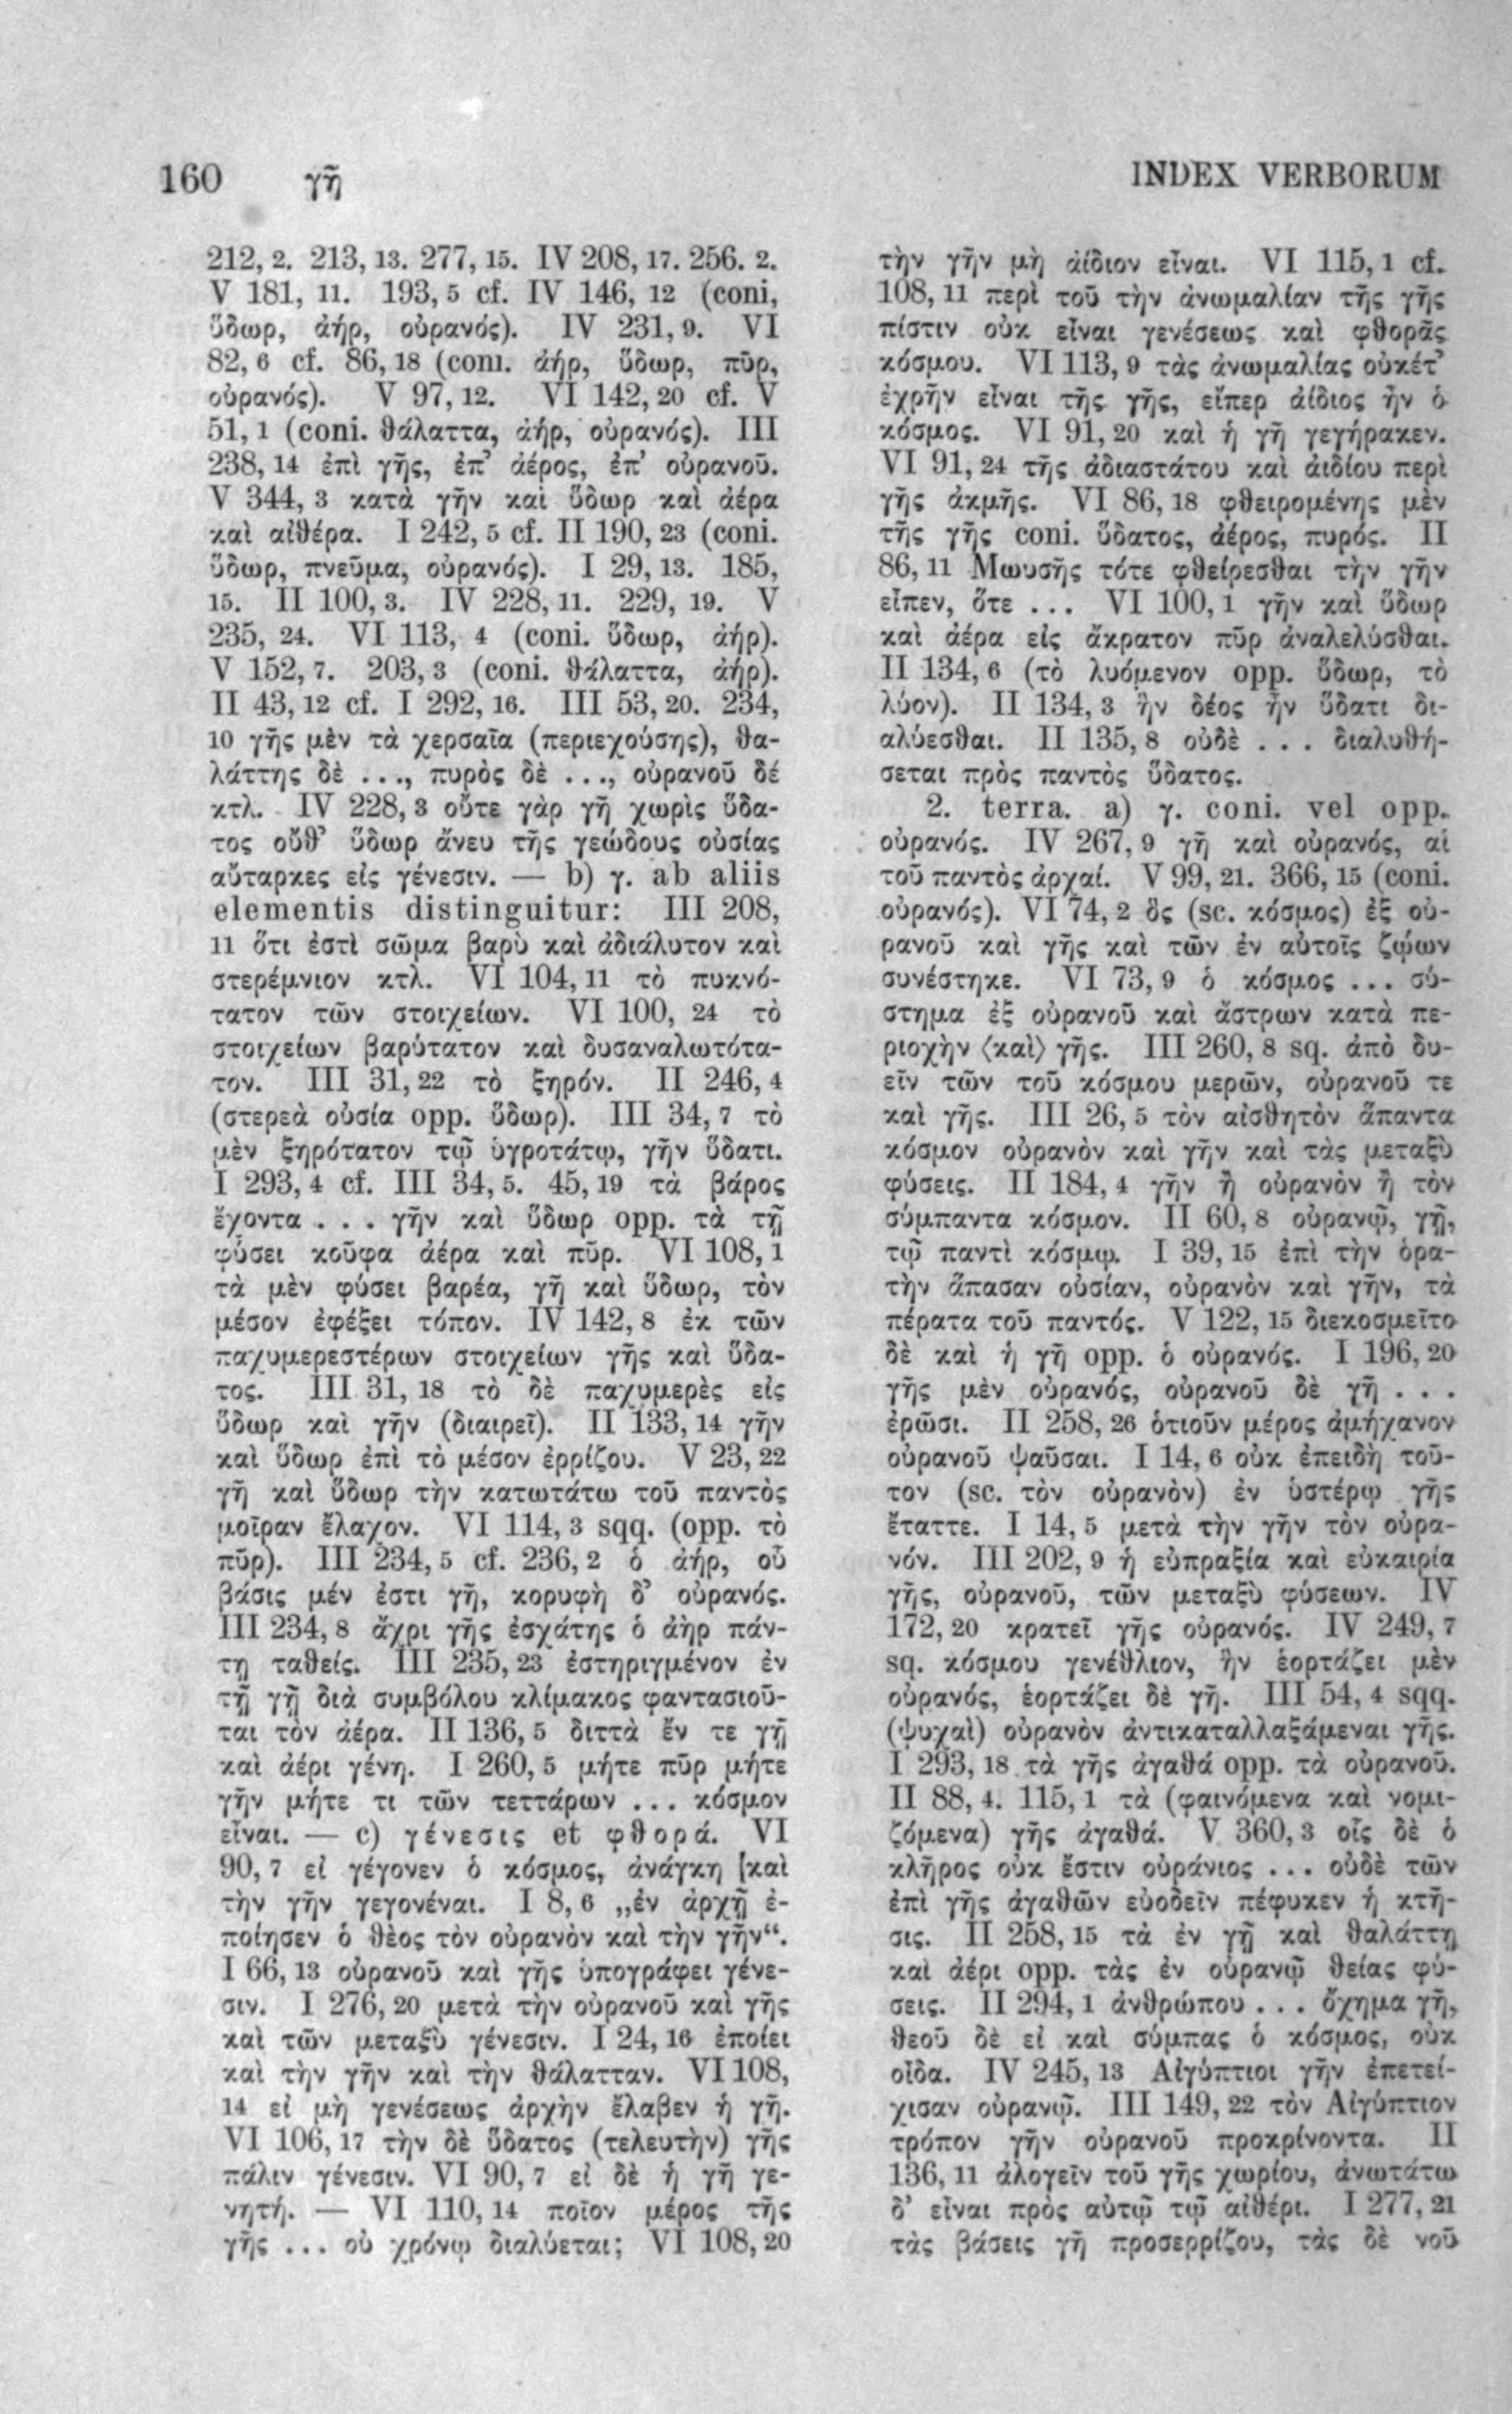 160 γῆ INDEX VERBORUM
212, 2. 213, 13. 277, 15. IV 208, 17. 256. 2.
V 181, 11. 193, 5 cf. IV 146, 12 (coni,
ὕδωρ, ἀήρ, οὐρανός). IV 231, 9. VI
82, 6 cf. 86, 18 (coni. ἀήρ, ὕδωρ, πῦρ,
οὐρανός). V 97, 12. VI 142, 20 cf. V
51, 1 (coni. θάλαττα, ἀήρ, οὐρανός). III
238, 14 ἐπὶ γῆς, ἐπ’ ἀέρος, ἐπ’ οὐρανοῦ.
V 344, 3 κατὰ γῆν καὶ ὕδωρ καὶ ἀέρα
καὶ αἰθέρα. I 242, 5 cf. II 190, 23 (coni.
ὕδωρ, πνεῦμα, οὐρανός). I 29, 13. 185,
15. II 100, 3. IV 228, 11. 229, 19. V
235, 24. VI 113, 4 (coni. ὕδωρ, ἀήρ).
V 152, 7. 203, 3 (coni. θάλαττα, ἀήρ).
II 43, 12 cf. I 292, 16. III 53, 20. 234,
10 γῆς μὲν τὰ χερσαῖα (περιεχούσης), θα-
λάττης δὲ ..., πυρὸς δὲ ..., οὐρανοῦ δέ
κτλ. IV 228, 3 οὔτε γὰρ γῆ χωρὶς ὕδα-
τος οὔθ’ ὕδωρ ἄνευ τῆς γεώδους οὐσίας
αὔταρκες εἰς γένεσιν. — b) γ. ab aliis
elementis distinguitur: III 208,
11 ὅτι ἐστὶ σῶμα βαρὺ καὶ ἀδιάλυτον καὶ
στερέμνιον κτλ. VI 104, 11 τὸ πυκνό-
τατον τῶν στοιχείων. VI 100, 24 τὸ
στοιχείων βαρύτατον καὶ δυσαναλωτότα-
τον. III 31, 22 τὸ ξηρόν. II 246, 4
(στερεὰ οὐσία opp. ὕδωρ). III 34, 7 τὸ
μὲν ξηρότατον τῷ ὑγροτάτῳ, γῆν ὕδατι.
I 293, 4 cf. III 34, 5. 45, 19 τὰ βάρος
ἔχοντα . . . γῆν καὶ ὕδωρ opp. τὰ τῇ
φύσει κοῦφα ἀέρα καὶ πῦρ. VI 108, 1
τὰ μὲν φύσει βαρέα, γῆ καὶ ὕδωρ, τὸν
μέσον ἐφέξει τόπον. IV 142, 8 ἐκ τῶν
παχυμερεστέρων στοιχείων γῆς καὶ ὕδα-
τος. III 31, 18 τὸ δὲ παχυμερὲς εἰς
ὕδωρ καὶ γῆν (διαιρεῖ). II 133, 14 γῆν
καὶ ὕδωρ ἐπὶ τὸ μέσον ἐρρίζου. V 23, 22
γῆ καὶ ὕδωρ τὴν κατωτάτω τοῦ παντὸς
μοῖραν ἔλαχον. VI 114, 3 sqq. (opp. τὸ
πῦρ). III 234, 5 cf. 236, 2 ὁ ἀήρ, οὗ
βάσις μέν ἐστι γῆ, κορυφὴ δ’ οὐρανός.
III 234, 8 ἄχρι γῆς ἐσχάτης ὁ ἀὴρ πάν-
τῃ ταθείς. III 235, 23 ἐστηριγμένον ἐν
τῇ γῇ διὰ συμβόλου κλίμακος φαντασιοῦ-
ται τὸν ἀέρα. II 136, 5 διττὰ ἔν τε γῇ
καὶ ἀέρι γένη. I 260, 5 μήτε πῦρ μήτε
γῆν μήτε τι τῶν τεττάρων ... κόσμον
εἶναι. — c) γένεσις et φθορά. VI
90, 7 εἰ γέγονεν ὁ κόσμος, ἀνάγκη [καὶ
τὴν γῆν γεγονέναι. I 8, 6 „ἐν ἀρχῇ ἐ-
ποίησεν ὁ θεὸς τὸν οὐρανὸν καὶ τὴν γῆν“.
I 66, 13 οὐρανοῦ καὶ γῆς ὑπογράφει γένε-
σιν. I 276, 20 μετὰ τὴν οὐρανοῦ καὶ γῆς
καὶ τῶν μεταξὺ γένεσιν. I 24, 16 ἐποίει
καὶ τὴν γῆν καὶ τὴν θάλατταν. VI 108,
14 εἰ μὴ γενέσεως ἀρχὴν ἔλαβεν ἡ γῆ.
VI 106, 17 τὴν δὲ ὕδατος (τελευτὴν) γῆς
πάλιν γένεσιν. VI 90, 7 εἰ δὲ ἡ γῆ γε-
νητή. — VI 110, 14 ποῖον μέρος τῆς
γῆς ... οὐ χρόνῳ διαλύεται; VI 108, 20
τὴν γῆν μὴ ἀίδιον εἶναι. VI 115, 1 cf.
108, 11 περὶ τοῦ τὴν ἀνωμαλίαν τῆς γῆς
πίστιν οὐκ εἶναι γενέσεως καὶ φθορᾶς
κόσμου. VI 113, 9 τὰς ἀνωμαλίας οὐκέτ’
ἐχρῆν εἶναι τῆς γῆς, εἴπερ ἀίδιος ἦν ὁ
κόσμος. VI 91, 20 καὶ ἡ γῆ γεγήρακεν.
VI 91, 24 τῆς ἀδιαστάτου καὶ ἀιδίου περὶ
γῆς ἀκμῆς. VI 86, 18 φθειρομένης μὲν
τῆς γῆς coni. ὕδατος, ἀέρος, πυρός. II
86, 11 Μωυσῆς τότε φθείρεσθαι τὴν γῆν
εἶπεν, ὅτε ... VI 100, 1 γῆν καὶ ὕδωρ
καὶ ἀέρα εἰς ἄκρατον πῦρ ἀναλελύσθαι.
II 134, 6 (τὸ λυόμενον opp. ὕδωρ, τὸ
λύον). II 134, 3 ἣν δέος ἦν ὕδατι δι-
αλύεσθαι. II 135, 8 οὐδὲ . . . διαλυθή-
σεται πρὸς παντὸς ὕδατος.
2. terra. a) γ. coni. vel opp.
οὐρανός. IV 267, 9 γῆ καὶ οὐρανός, αἱ
τοῦ παντὸς ἀρχαί. V 99, 21. 366, 15 (coni.
οὐρανός). VI 74, 2 ὃς (sc. κόσμος) ἐξ οὐ-
ρανοῦ καὶ γῆς καὶ τῶν ἐν αὐτοῖς ζῴων
συνέστηκε. VI 73, 9 ὁ κόσμος ... σύ-
στημα ἐξ οὐρανοῦ καὶ ἄστρων κατὰ πε-
ριοχὴν ⟨καὶ⟩ γῆς. III 260, 8 sq. ἀπὸ δυ-
εῖν τῶν τοῦ κόσμου μερῶν, οὐρανοῦ τε
καὶ γῆς. III 26, 5 τὸν αἰσθητὸν ἅπαντα
κόσμον οὐρανὸν καὶ γῆν καὶ τὰς μεταξὺ
φύσεις. II 184, 4 γῆν ἢ οὐρανὸν ἢ τὸν
σύμπαντα κόσμον. II 60, 8 οὐρανῷ, γῇ,
τῷ παντὶ κόσμῳ. I 39, 15 ἐπὶ τὴν ὁρα-
τὴν ἅπασαν οὐσίαν, οὐρανὸν καὶ γῆν, τὰ
πέρατα τοῦ παντός. V 122, 15 διεκοσμεῖτο
δὲ καὶ ἡ γῆ opp. ὁ οὐρανός. I 196, 20
γῆς μὲν οὐρανός, οὐρανοῦ δὲ γῆ . . .
ἐρῶσι. II 258, 26 ὁτιοῦν μέρος ἀμήχανον
οὐρανοῦ ψαῦσαι. I 14, 6 οὐκ ἐπειδὴ τοῦ-
τον (sc. τὸν οὐρανὸν) ἐν ὑστέρῳ γῆς
ἔταττε. I 14, 5 μετὰ τὴν γῆν τὸν οὐρα-
νόν. III 202, 9 ἡ εὐπραξία καὶ εὐκαιρία
γῆς, οὐρανοῦ, τῶν μεταξὺ φύσεων. IV
172, 20 κρατεῖ γῆς οὐρανός. IV 249, 7
sq. κόσμου γενέθλιον, ἣν ἑορτάζει μὲν
οὐρανός, ἑορτάζει δὲ γῆ. III 54, 4 sqq.
(ψυχαὶ) οὐρανὸν ἀντικαταλλαξάμεναι γῆς.
I 293, 18 τὰ γῆς ἀγαθά opp. τὰ οὐρανοῦ.
II 88, 4. 115, 1 τὰ (φαινόμενα καὶ νομι-
ζόμενα) γῆς ἀγαθά. V 360, 3 οἷς δὲ ὁ
κλῆρος οὐκ ἔστιν οὐράνιος ... οὐδὲ τῶν
ἐπὶ γῆς ἀγαθῶν εὐοδεῖν πέφυκεν ἡ κτῆ-
σις. II 258, 15 τὰ ἐν γῇ καὶ θαλάττῃ
καὶ ἀέρι opp. τὰς ἐν οὐρανῷ θείας φύ-
σεις. II 294, 1 ἀνθρώπου . . . ὄχημα γῆ,
θεοῦ δὲ εἰ καὶ σύμπας ὁ κόσμος, οὐκ
οἶδα. IV 245, 13 Αἰγύπτιοι γῆν ἐπετεί-
χισαν οὐρανῷ. III 149, 22 τὸν Αἰγύπτιον
τρόπον γῆν οὐρανοῦ προκρίνοντα. II
136, 11 ἀλογεῖν τοῦ γῆς χωρίου, ἀνωτάτω
δ’ εἶναι πρὸς αὐτῷ τῷ αἰθέρι. I 277, 21
τὰς βάσεις γῇ προσερρίζου, τὰς δὲ νοῦ